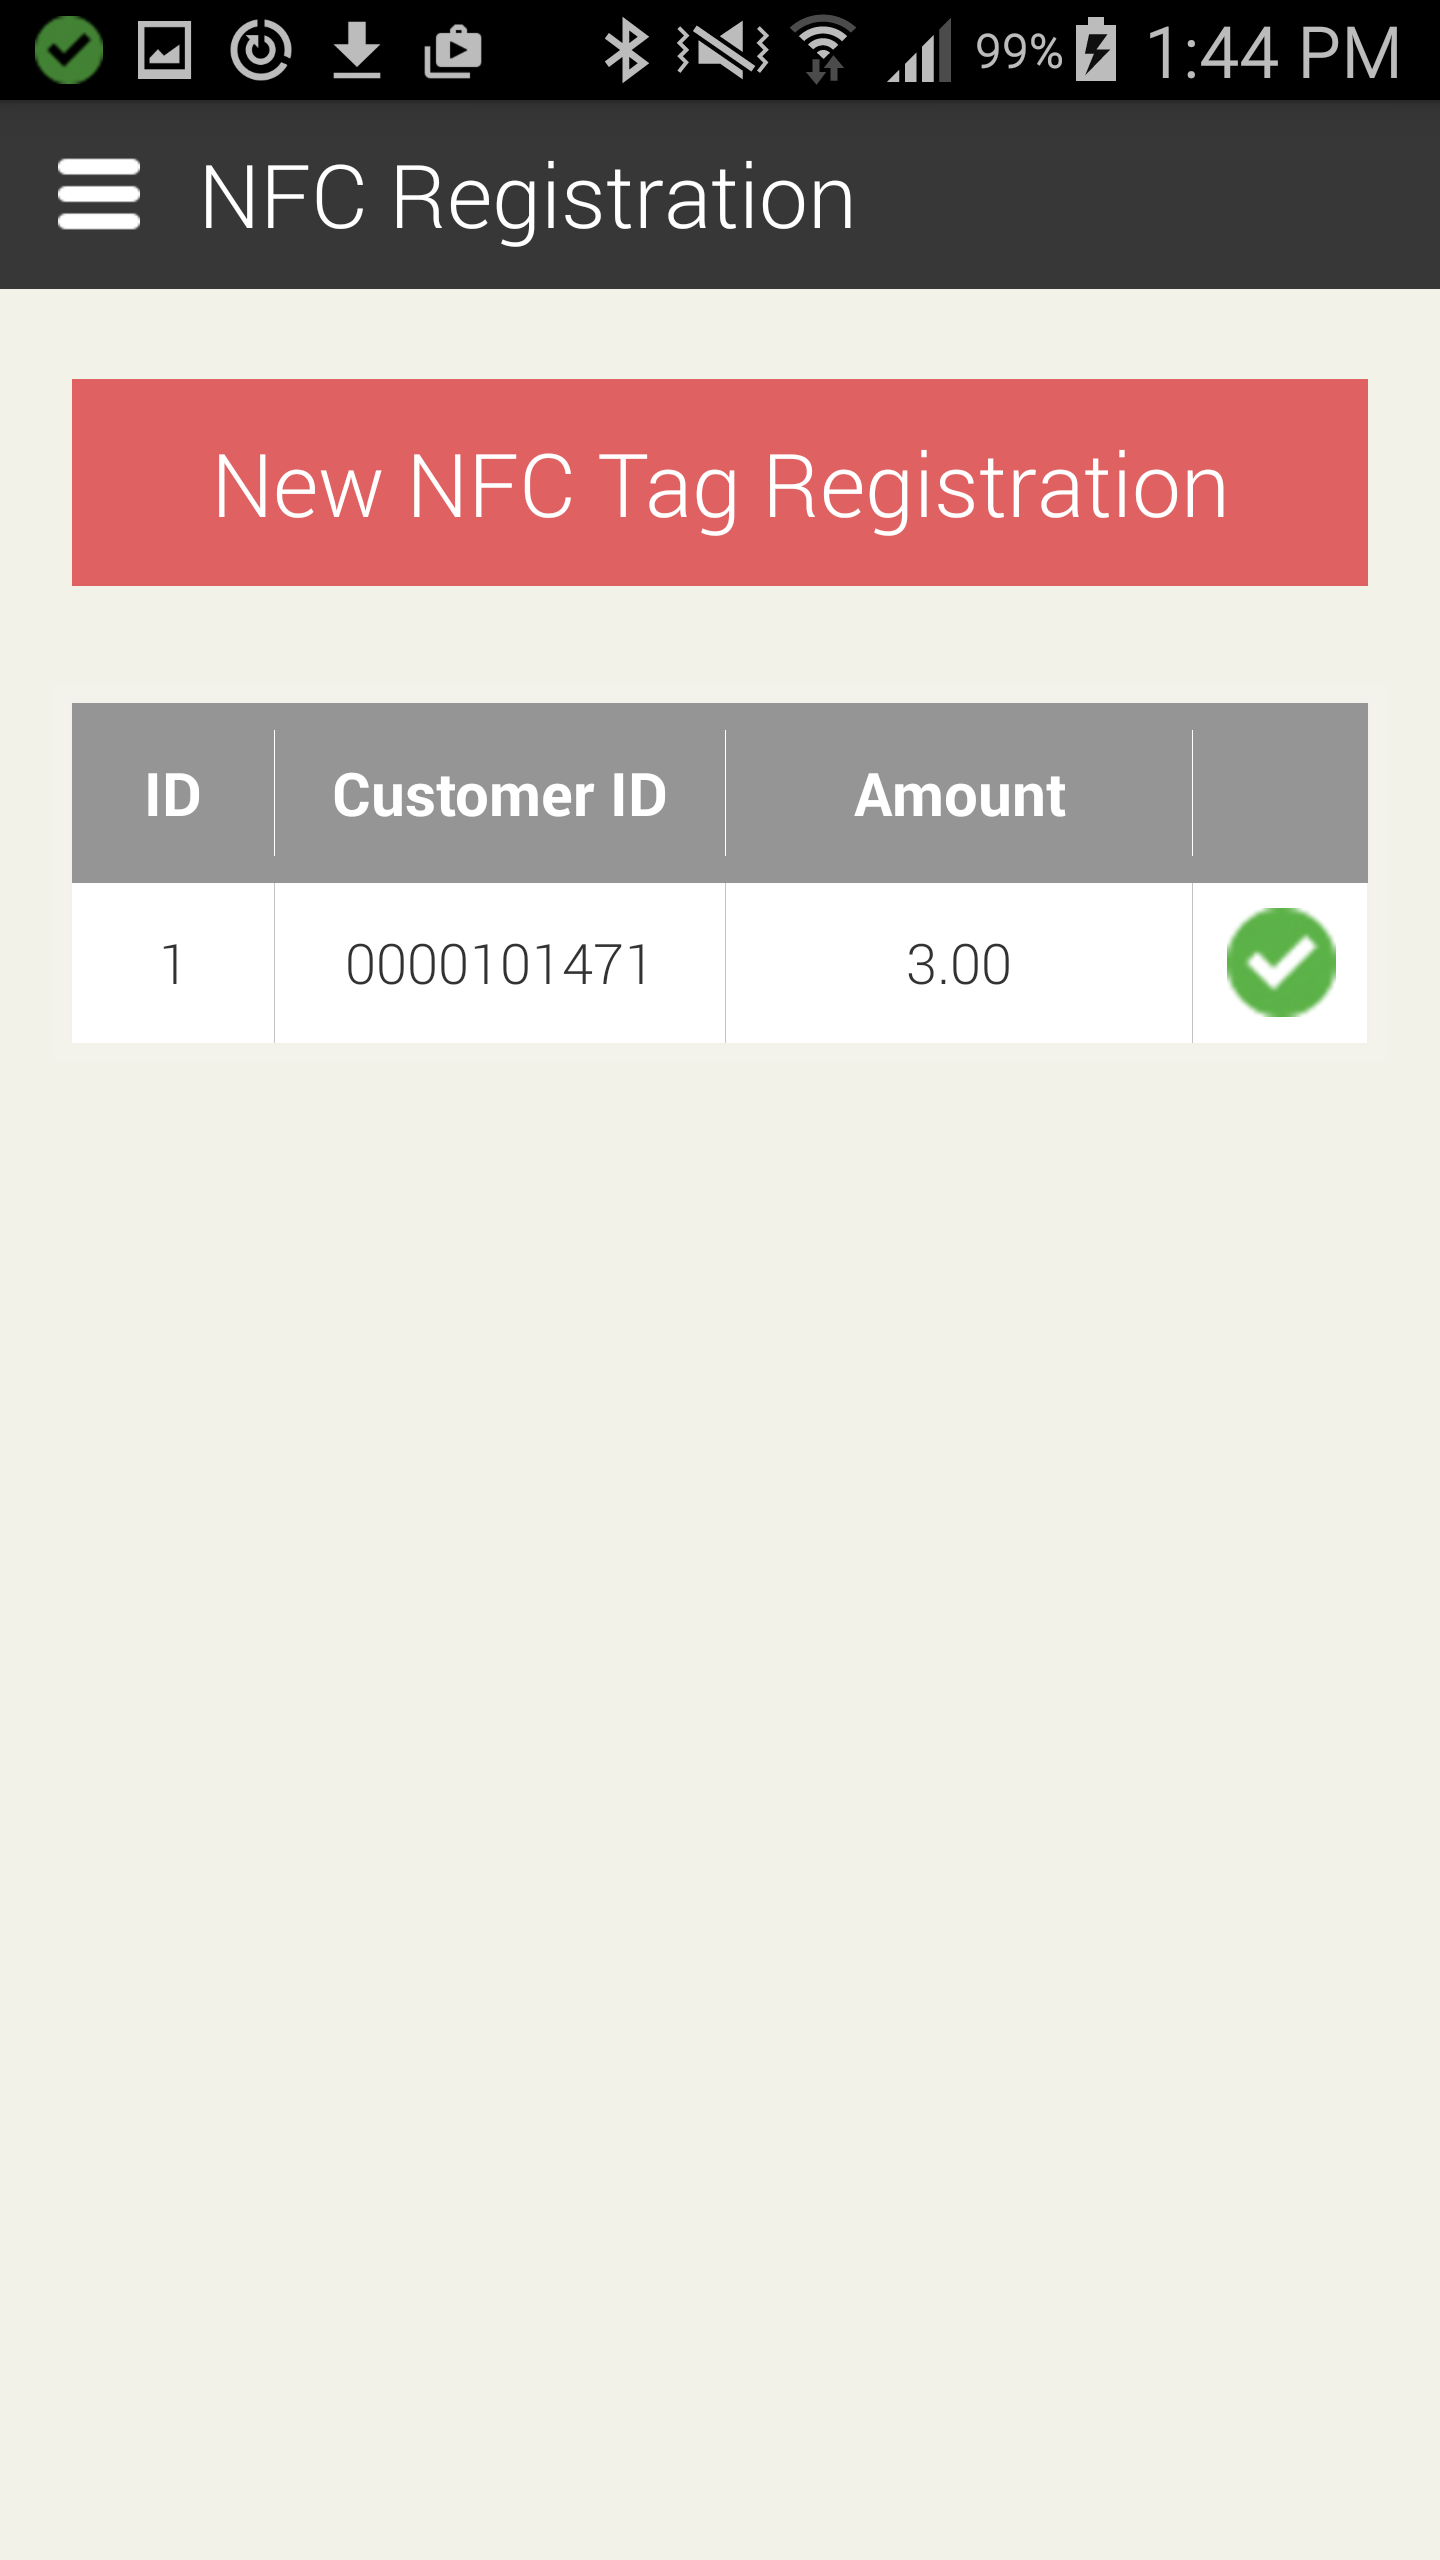 99% 1:44 PM
NFC Registration
New NFC Tag Registration
ID Customer ID Amount
1 0000101471 3.00